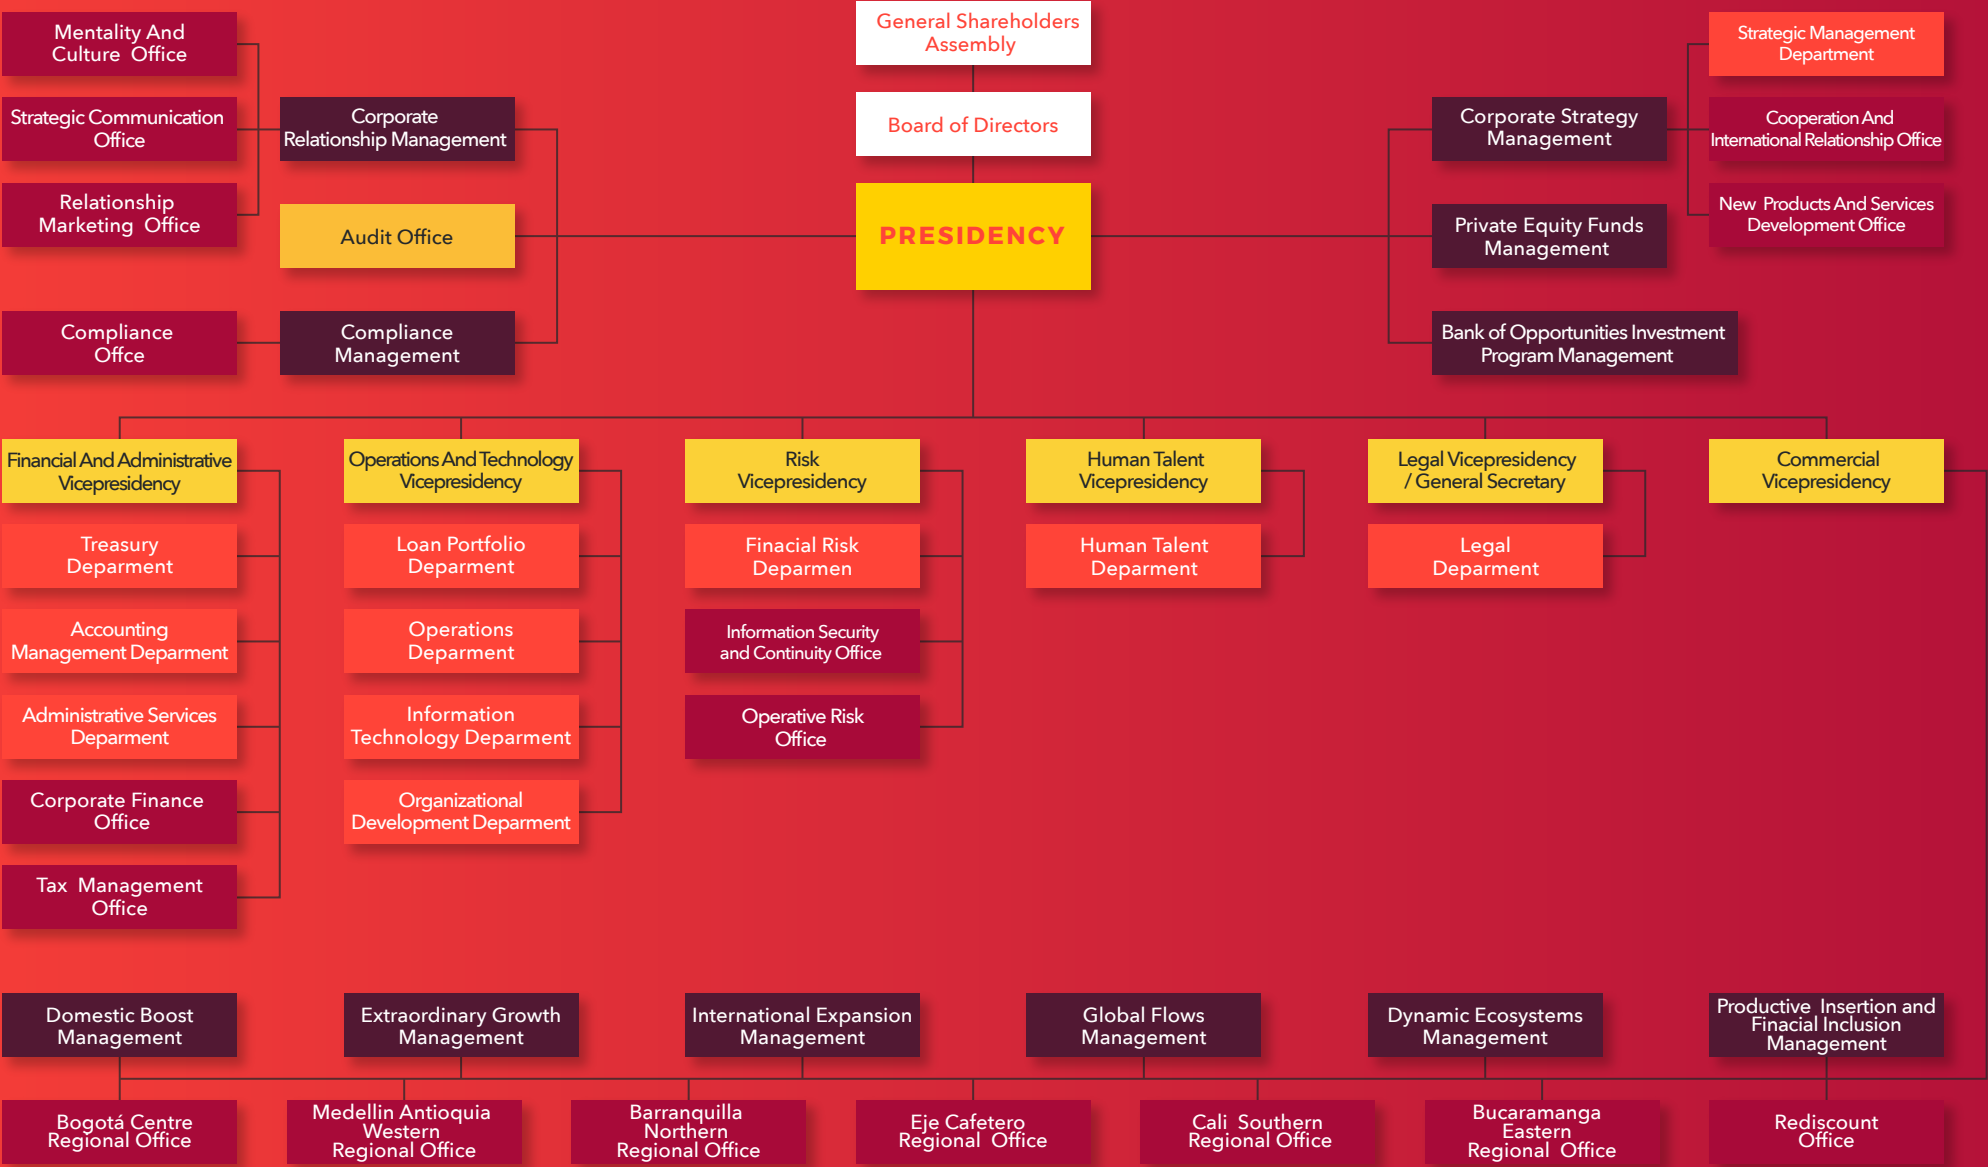 General Shareholders
Assembly
Board of Directors
PRESIDENCY
Mentality And
Culture Office
Strategic Communication
Office
Relationship
Marketing Office
Corporate
Relationship Management
Audit Office
Compliance
Offce
Compliance
Management
Corporate Strategy
Management
Private Equity Funds
Management
Bank of Opportunities Investment
Program Management
Strategic Management
Department
Cooperation And
International Relationship Office
New Products And Services
Development Office
Financial And Administrative
Vicepresidency
Treasury
Deparment
Accounting
Management Deparment
Administrative Services
Deparment
Corporate Finance
Office
Tax Management
Office
Operations And Technology
Vicepresidency
Loan Portfolio
Deparment
Operations
Deparment
Information
Technology Deparment
Organizational
Development Deparment
Risk
Vicepresidency
Finacial Risk
Deparmen
Information Security
and Continuity Office
Operative Risk
Office
Human Talent
Vicepresidency
Human Talent
Deparment
Legal Vicepresidency
/ General Secretary
Legal
Deparment
Commercial
Vicepresidency
Domestic Boost
Management
Extraordinary Growth
Management
International Expansion
Management
Global Flows
Management
Dynamic Ecosystems
Management
Productive Insertion and
Finacial Inclusion
Management
Bogotá Centre
Regional Office
Medellin Antioquia
Western
Regional Office
Barranquilla
Northern
Regional Office
Eje Cafetero
Regional Office
Cali Southern
Regional Office
Bucaramanga
Eastern
Regional Office
Rediscount
Office